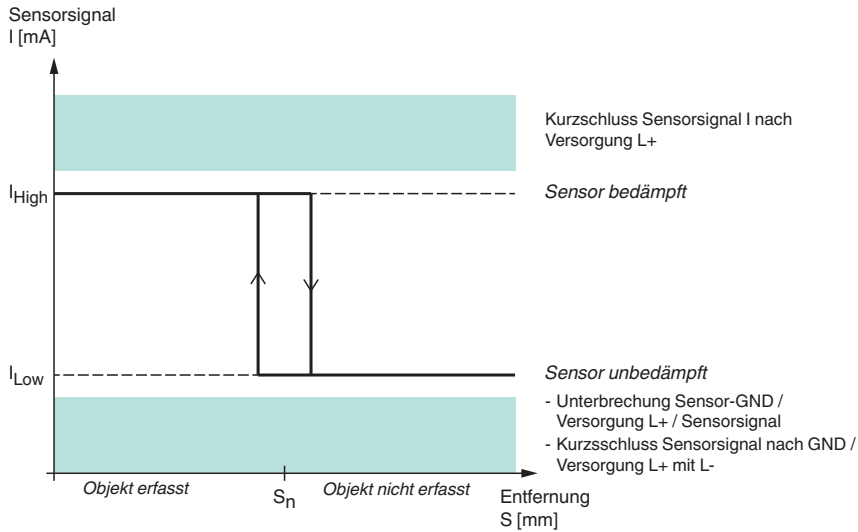 Sensorsignal
I [mA]
Kurzschluss Sensorsignal I nach
Versorgung L+
IHigh
Sensor bedämpft
ILow
Sensor unbedämpft
- Unterbrechung Sensor-GND /
Versorgung L+ / Sensorsignal
- Kurzsschluss Sensorsignal nach GND /
Versorgung L+ mit L-
Objekt erfasst
Sn
Objekt nicht erfasst
Entfernung
S [mm]